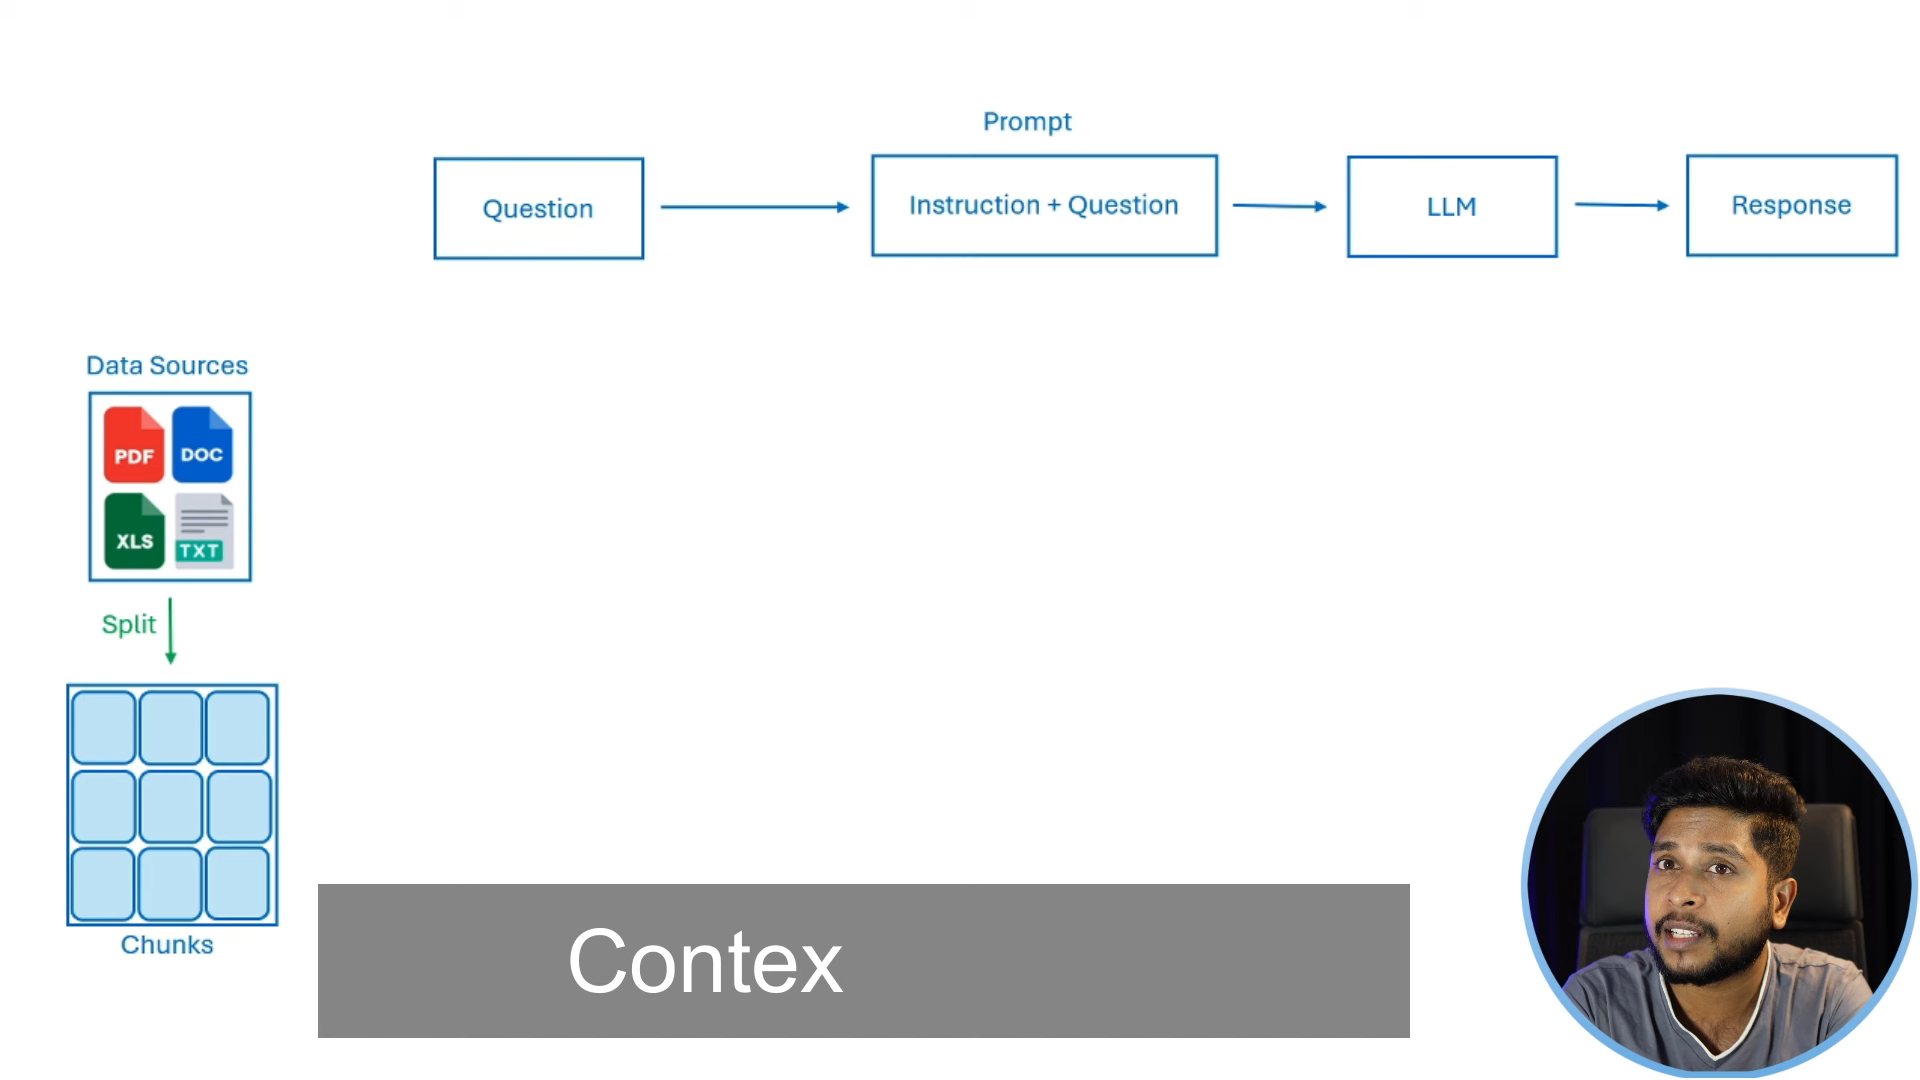 Prompt
Question
Instruction + Question
LLM
Response
Data Sources
PDF
DOC
XLS
TXT
Split
Chunks
Contex